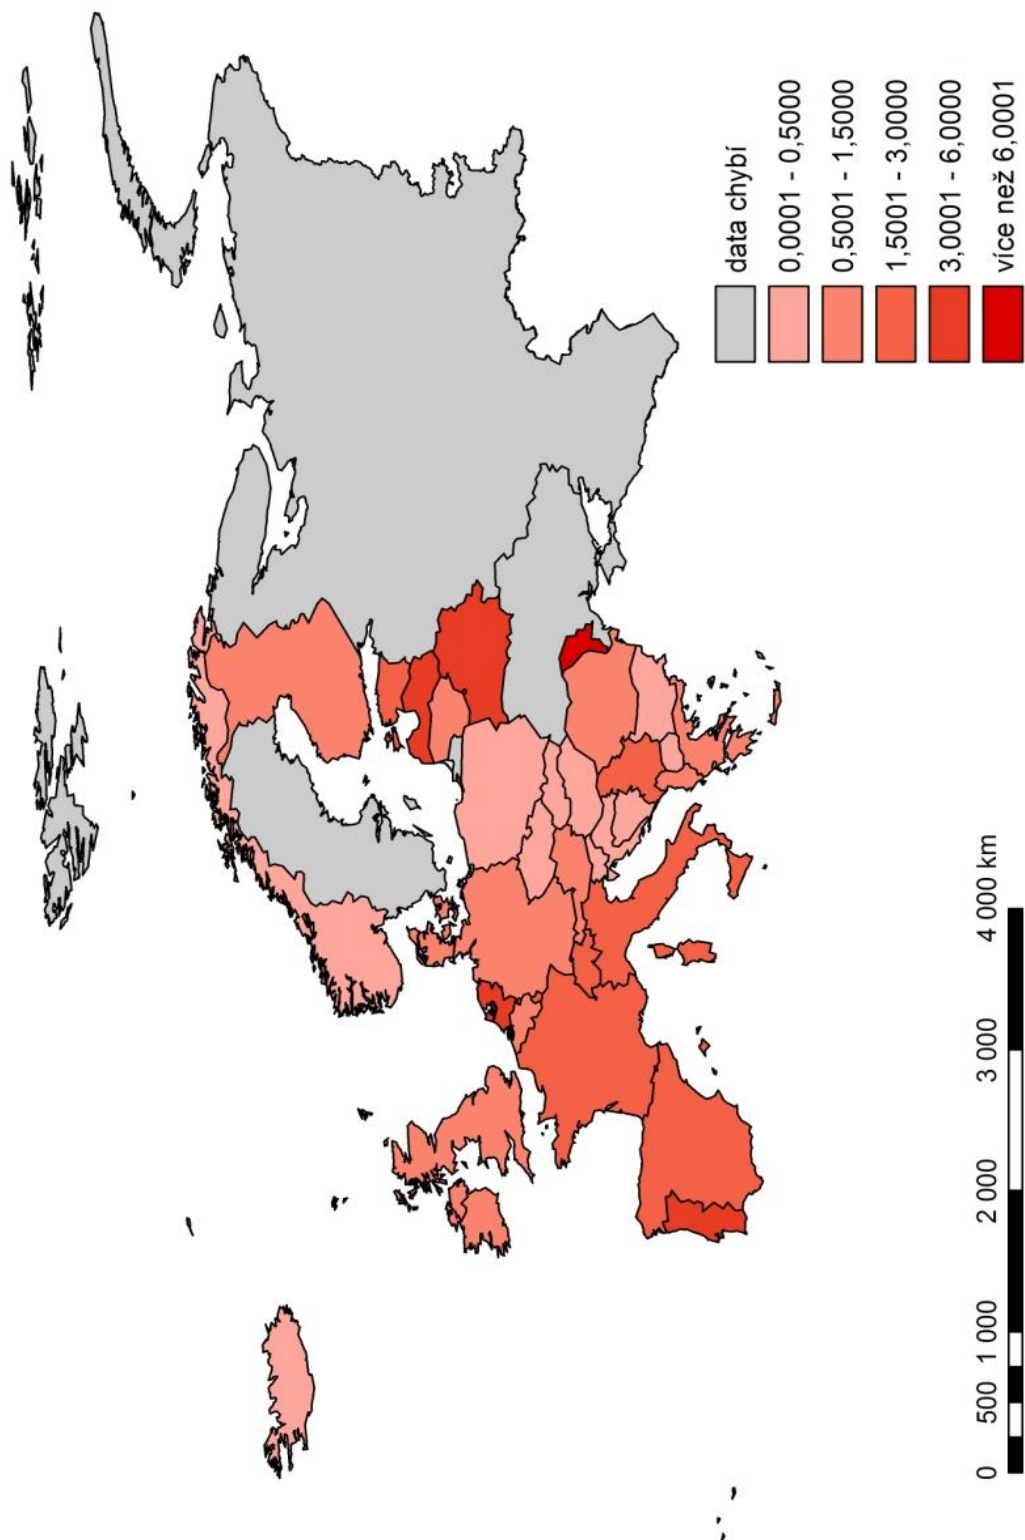 data chybí
0,0001 - 0,5000
0,5001 - 1,5000
1,5001 - 3,0000
3,0001 - 6,0000
více než 6,0001
0 500 1 000 2 000 3 000 4 000 km